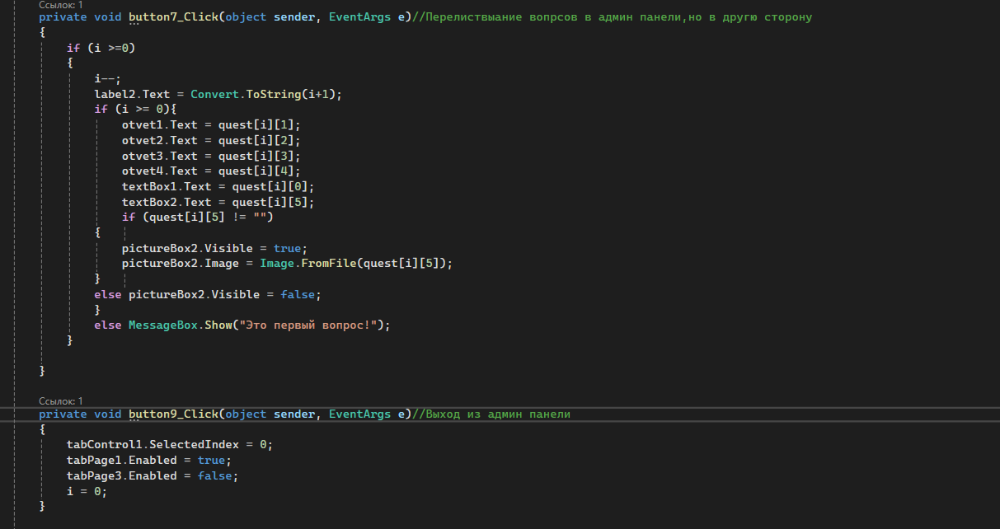 Ссылок: 1
private void button7_Click(object sender, EventArgs e)//Перелиствыание вопрсов в админ панели,но в другю сторону
{
if (i >=0)
{
i--;
label2.Text = Convert.ToString(i+1);
if (i >= 0){
otvet1.Text = quest[i][1];
otvet2.Text = quest[i][2];
otvet3.Text = quest[i][3];
otvet4.Text = quest[i][4];
textBox1.Text = quest[i][0];
textBox2.Text = quest[i][5];
if (quest[i][5] != "")
{
pictureBox2.Visible = true;
pictureBox2.Image = Image.FromFile(quest[i][5]);
}
else pictureBox2.Visible = false;
}
else MessageBox.Show("Это первый вопрос!");
}
}
Ссылок: 1
private void button9_Click(object sender, EventArgs e)//Выход из админ панели
{
tabControl1.SelectedIndex = 0;
tabPage1.Enabled = true;
tabPage3.Enabled = false;
i = 0;
}